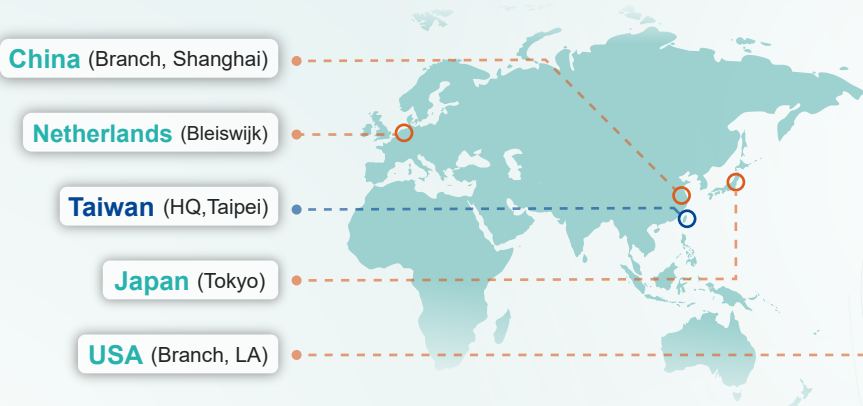 China (Branch, Shanghai)
Netherlands (Bleiswijk)
Taiwan (HQ,Taipei)
Japan (Tokyo)
USA (Branch, LA)